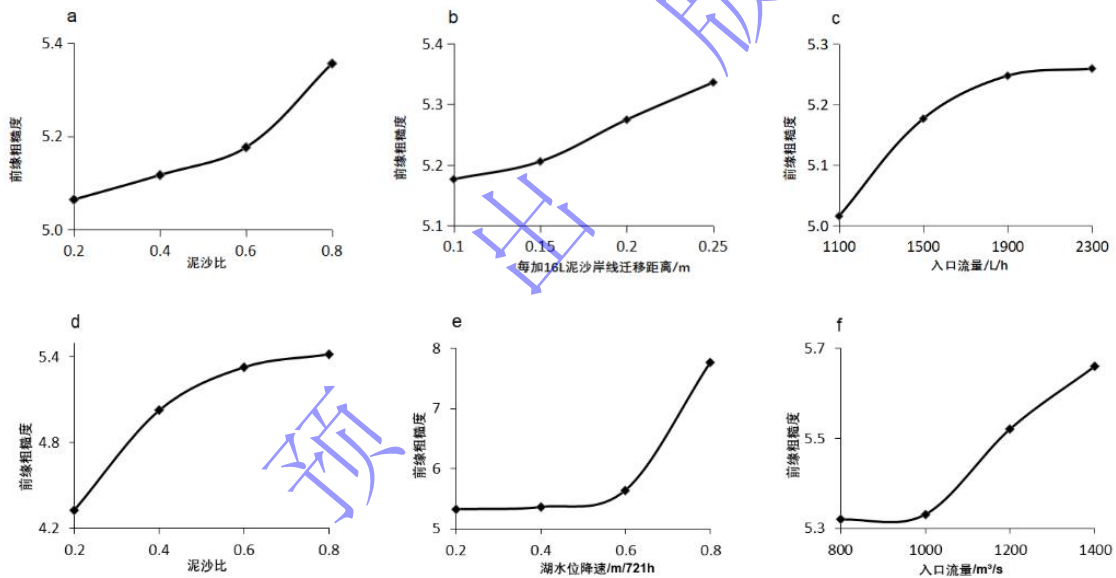 a
5.4
5.2
5.0
前缘粗糙度
0.2 0.4 0.6 0.8
泥沙比
b
5.4
5.3
5.2
5.1
前缘粗糙度
0.1 0.15 0.2 0.25
每加16L泥沙岸线迁移距离/m
c
5.3
5.2
5.1
5.0
前缘粗糙度
1100 1500 1900 2300
入口流量/L/h
d
5.4
4.8
4.2
前缘粗糙度
0.2 0.4 0.6 0.8
泥沙比
e
8
7
6
5
前缘粗糙度
0.2 0.4 0.6 0.8
湖水位降速/m/721h
f
5.7
5.5
5.3
前缘粗糙度
800 1000 1200 1400
入口流量/m³/s
预 出 版